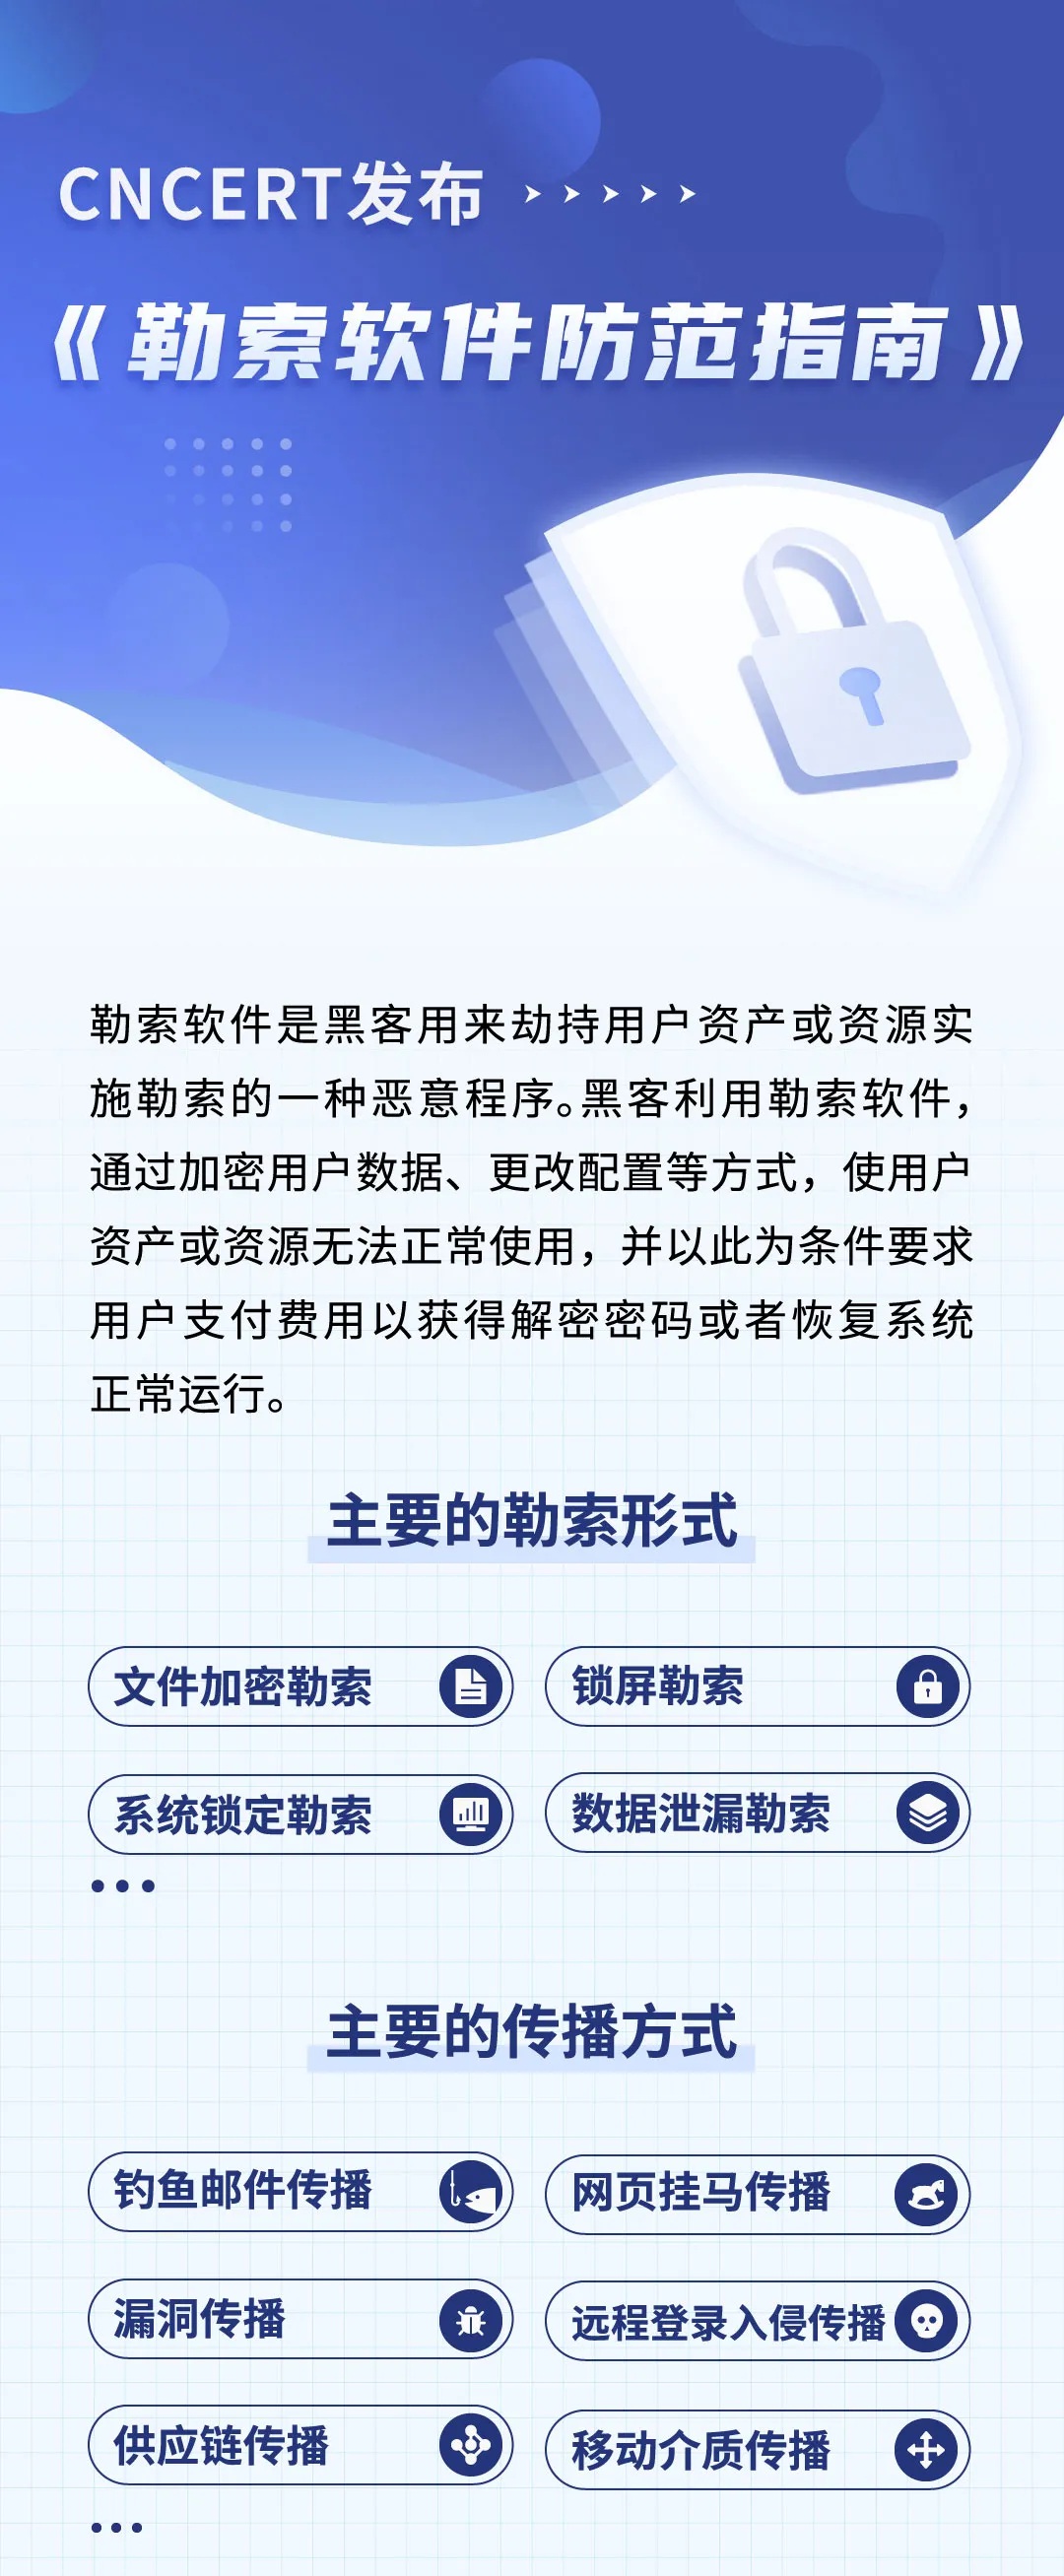 CNCERT发布
《勒索软件防范指南》
勒索软件是黑客用来劫持用户资产或资源实
施勒索的一种恶意程序。黑客利用勒索软件，
通过加密用户数据、更改配置等方式，使用户
资产或资源无法正常使用，并以此为条件要求
用户支付费用以获得解密密码或者恢复系统
正常运行。
主要的勒索形式
文件加密勒索
锁屏勒索
系统锁定勒索
数据泄漏勒索
•••
主要的传播方式
钓鱼邮件传播
网页挂马传播
漏洞传播
远程登录入侵传播
供应链传播
移动介质传播
•••